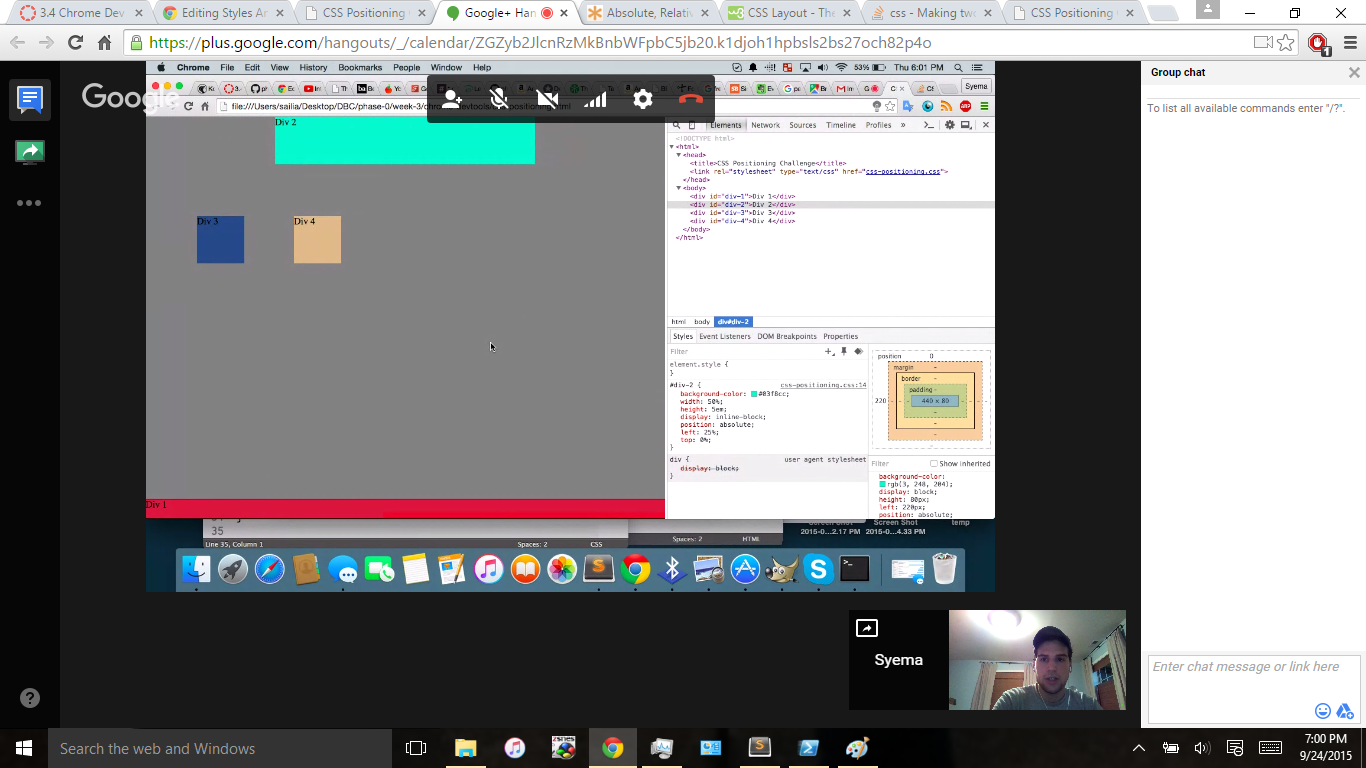 3.4 Chrome Dev
Editing Styles An
CSS Positioning
Google+ Han
Absolute, Relati
CSS Layout - The
css - Making tw
CSS Positioning
https://plus.google.com/hangouts/_/calendar/ZGZyb2JlcnRzMkBnbWFpbC5jb20.k1djoh1hpbsls2bs27och82p4o
1
Chrome File Edit View History Bookmarks People Window Help
53% Thu 6:01 PM
Syema
Google
file:///Users/sailia/Desktop/DBC/phase-0/week-3/
Elements Network Sources Timeline Profiles »
Div 2
Div 3
Div 4
Div 1
<!DOCTYPE html>
<html>
<head>
<title>CSS Positioning Challenge</title>
<link rel="stylesheet" type="text/css" href="css-positioning.css">
</head>
<body>
<div id="div-1">Div 1</div>
<div id="div-2">Div 2</div>
<div id="div-3">Div 3</div>
<div id="div-4">Div 4</div>
</body>
</html>
html body div#div-2
Styles Event Listeners DOM Breakpoints Properties
Filter
element.style {
}
#div-2 { css-positioning.css:14
background-color: #03f8cc;
width: 50%;
height: 5em;
display: inline-block;
position: absolute;
left: 25%;
top: 0%;
}
div { user agent stylesheet
display: block;
}
position 0
margin -
border -
padding -
220 440 × 80
Filter Show inherited
background-color:
rgb(3, 248, 204);
display: block;
height: 80px;
left: 220px;
position: absolute;
35
Line 35, Column 1 Spaces: 2 CSS
Spaces: 2 HTML
Screen Shot
2015-0...2.17 PM
Screen Shot
2015-0....4.33 PM
temp
Syema
Group chat
To list all available commands enter "/?".
Enter chat message or link here
Search the web and Windows
7:00 PM
9/24/2015